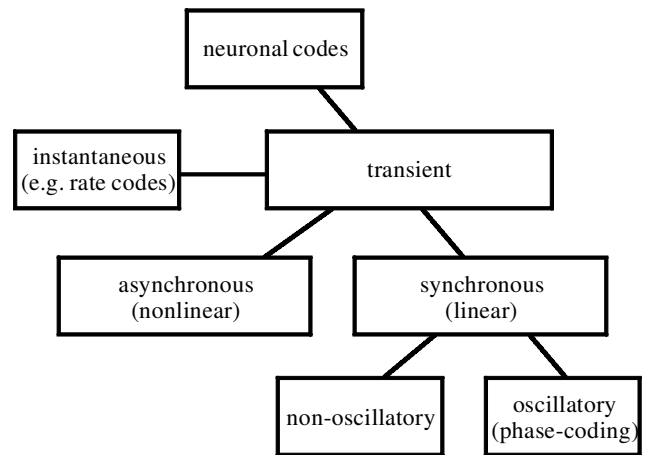 neuronal codes
instantaneous
(e.g. rate codes)
transient
asynchronous
(nonlinear)
synchronous
(linear)
non-oscillatory
oscillatory
(phase-coding)